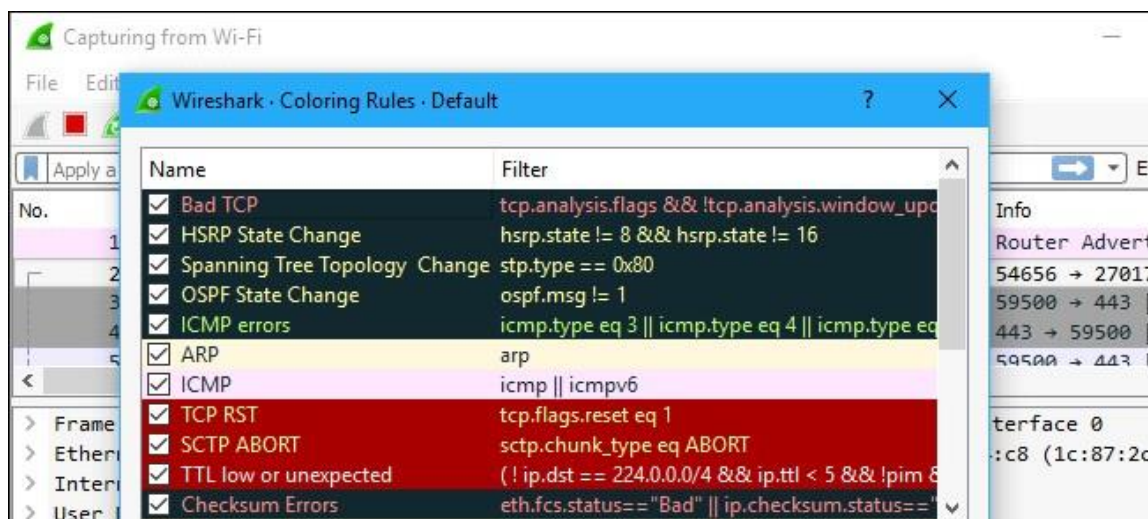 Capturing from Wi-Fi
File Edit
Wireshark · Coloring Rules · Default ? ×
Apply a
Name Filter
No. Info
Bad TCP tcp.analysis.flags && !tcp.analysis.window_upd
1 HSRP State Change hsrp.state != 8 && hsrp.state != 16 Router Advert
2 Spanning Tree Topology Change stp.type == 0x80 54656 → 27017
3 OSPF State Change ospf.msg != 1 59500 → 443
4 ICMP errors icmp.type eq 3 || icmp.type eq 4 || icmp.type eq 443 → 59500
5 ARP arp 59500 → 443
ICMP icmp || icmpv6
Frame TCP RST tcp.flags.reset eq 1 terface 0
Ether SCTP ABORT sctp.chunk_type eq ABORT :c8 (1c:87:2c
Inter TTL low or unexpected ( ! ip.dst == 224.0.0.0/4 && ip.ttl < 5 && !pim &
User Checksum Errors eth.fcs.status=="Bad" || ip.checksum.status=="